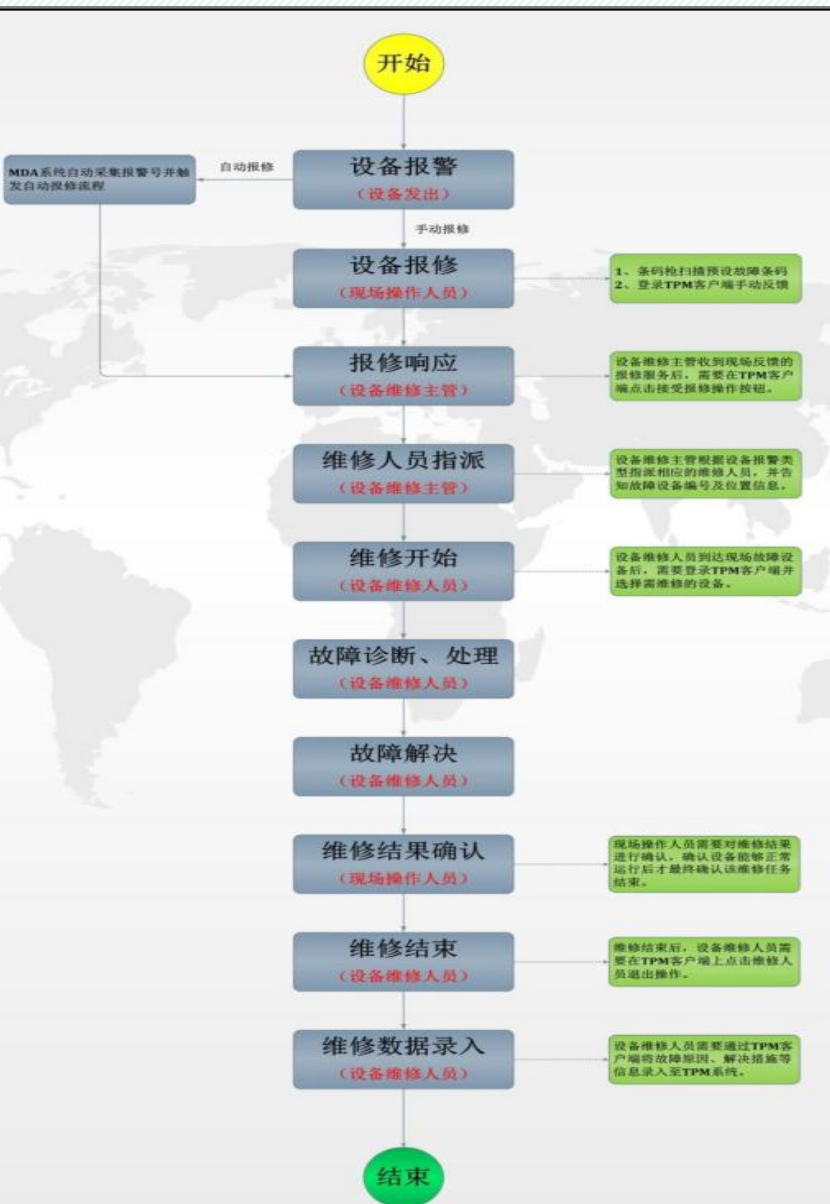 开始
设备报警
（设备发出）
自动报修
MDA系统自动采集报警号并触
发自动报修流程
手动报修
设备报修
（现场操作人员）
1、条码枪扫描预设故障条码
2、登录TPM客户端手动反馈
报修响应
（设备维修主管）
设备维修主管收到现场反馈的
报修服务后，需要在TPM客户
端点击接受报修操作按钮。
维修人员指派
（设备维修主管）
设备维修主管根据设备报警类
型指派相应的维修人员，并告
知故障设备编号及位置信息。
维修开始
（设备维修人员）
设备维修人员到达现场故障设
备后，需要登录TPM客户端并
选择需维修的设备。
故障诊断、处理
（设备维修人员）
故障解决
（设备维修人员）
维修结果确认
（现场操作人员）
现场操作人员需要对维修结果
进行确认，确认设备能够正常
运行后才最终确认该维修任务
结束。
维修结束
（设备维修人员）
维修结束后，设备维修人员需
要在TPM客户端上点击维修人
员退出操作。
维修数据录入
（设备维修人员）
设备维修人员需要通过TPM客
户端将故障原因、解决措施等
信息录入至TPM系统。
结束